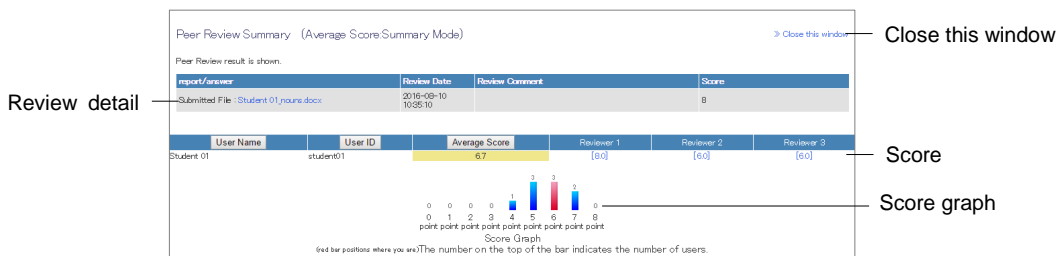 Peer Review Summary (Average Score:Summary Mode)
≫ Close this window
Close this window
Peer Review result is shown.
report/answer Review Date Review Comment Score
Review detail
Submitted File : Student 01_nouns.docx 2016-08-10 8
10:35:10
User Name User ID Average Score Reviewer 1 Reviewer 2 Reviewer 3
Student 01 student01 6.7 [8.0] [6.0] [6.0]
Score
0 0 0 0 1 3 3 2 0
0 1 2 3 4 5 6 7 8
point point point point point point point point point
Score graph
Score Graph
(red bar positions where you are)The number on the top of the bar indicates the number of users.